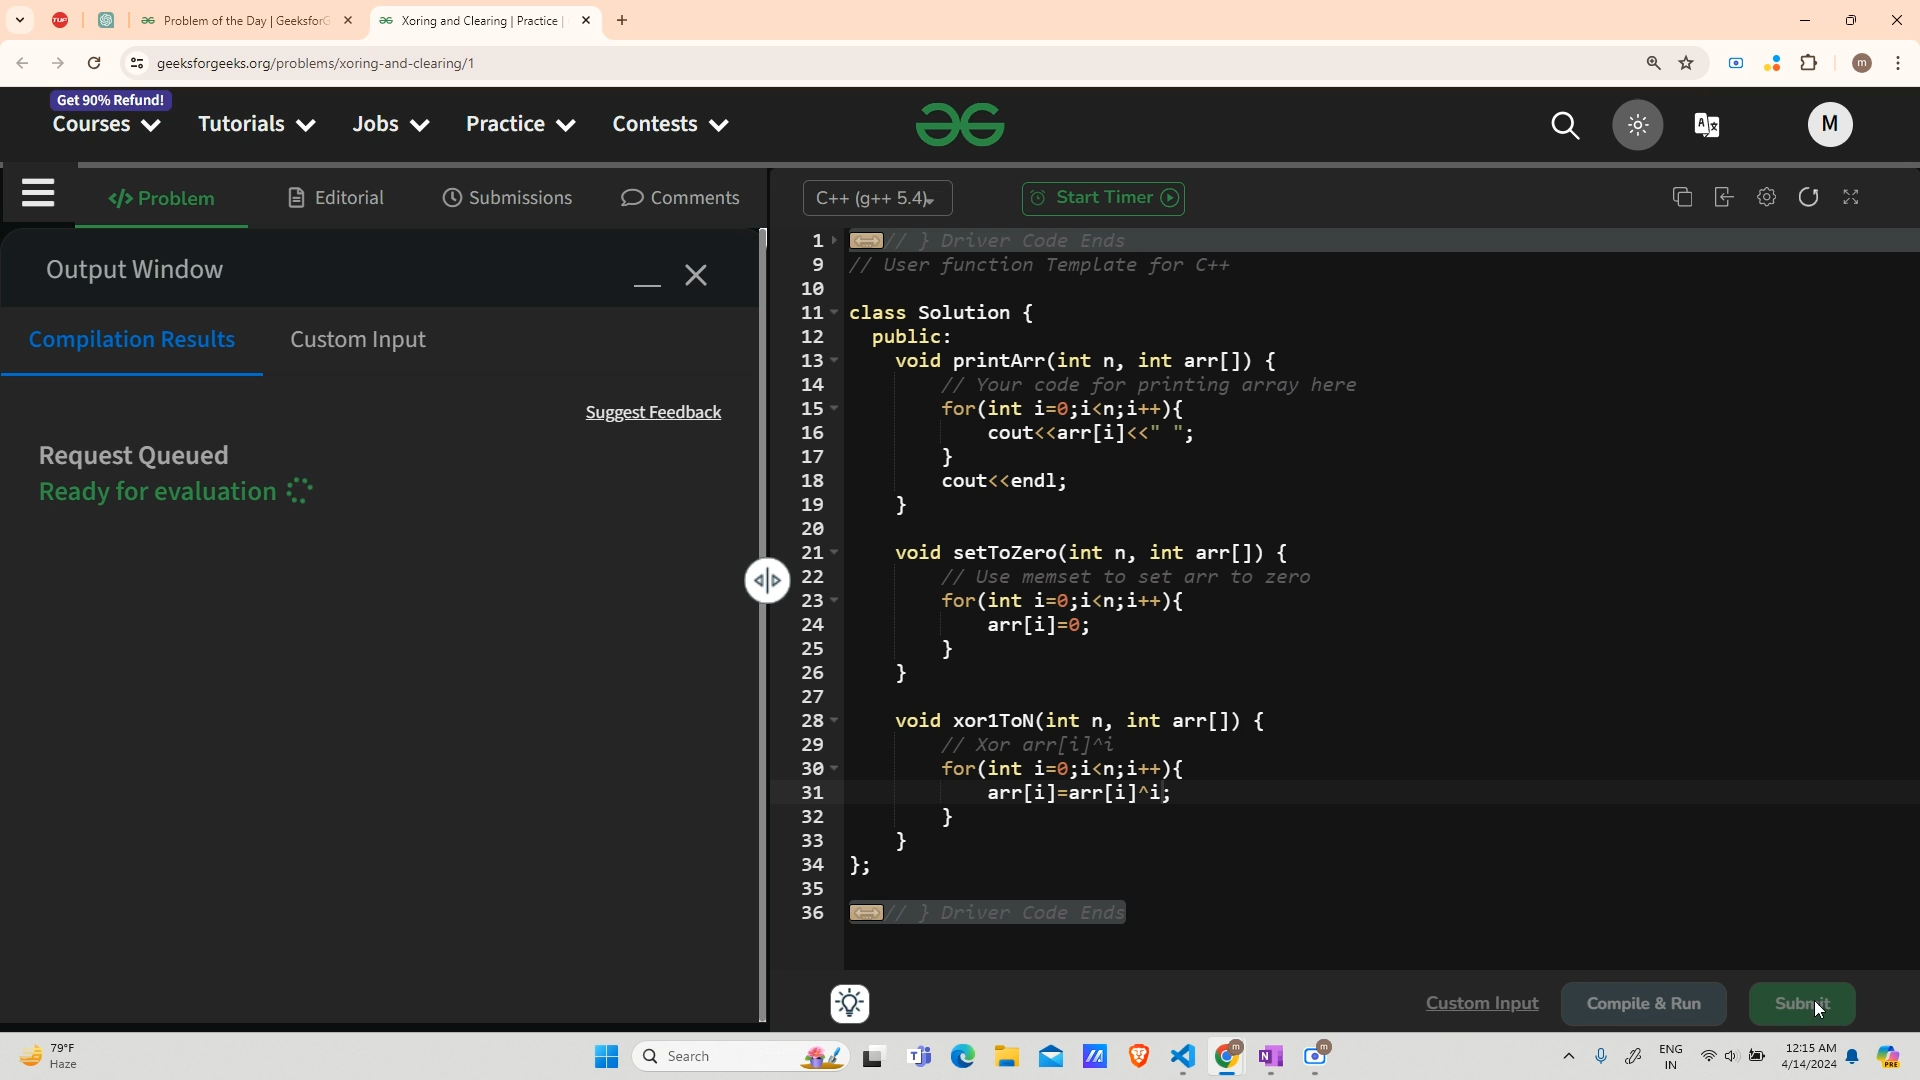 Problem of the Day | GeeksforG
Xoring and Clearing | Practice |
geeksforgeeks.org/problems/xoring-and-clearing/1
m
Get 90% Refund!
Courses
Tutorials
Jobs
Practice
Contests
M
</> Problem
Editorial
Submissions
Comments
C++ (g++ 5.4)
Start Timer
Output Window
Compilation Results
Custom Input
Suggest Feedback
Request Queued
Ready for evaluation
1 // } Driver Code Ends
9 // User function Template for C++
10
11 class Solution {
12 public:
13 void printArr(int n, int arr[]) {
14 // Your code for printing array here
15 for(int i=0;i<n;i++){
16 cout<<arr[i]<<" ";
17 }
18 cout<<endl;
19 }
20
21 void setToZero(int n, int arr[]) {
22 // Use memset to set arr to zero
23 for(int i=0;i<n;i++){
24 arr[i]=0;
25 }
26 }
27
28 void xor1ToN(int n, int arr[]) {
29 // Xor arr[i]^i
30 for(int i=0;i<n;i++){
31 arr[i]=arr[i]^i;
32 }
33 }
34 };
35
36 // } Driver Code Ends
Custom Input
Compile & Run
Submit
79°F
Haze
Search
ENG
IN
12:15 AM
4/14/2024